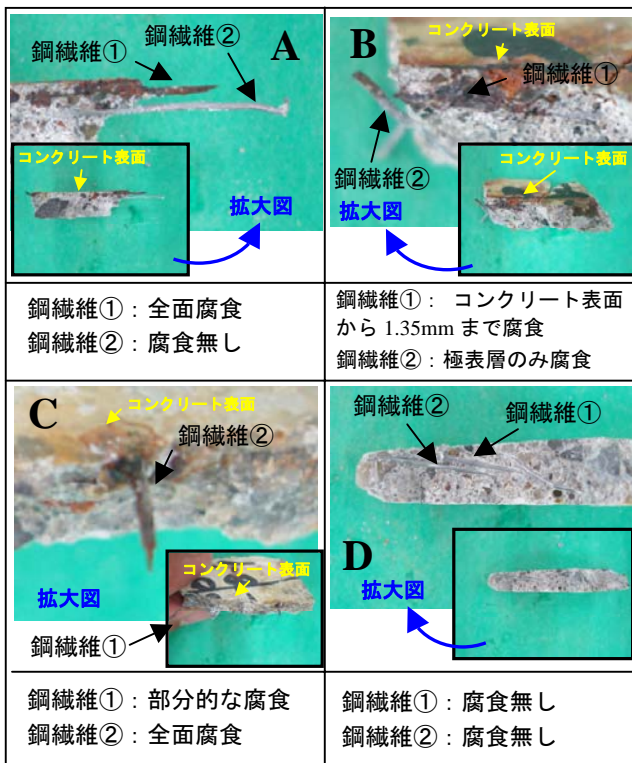 鋼繊維① 鋼繊維② A
コンクリート表面
拡大図
鋼繊維①：全面腐食
鋼繊維②：腐食無し
B コンクリート表面
鋼繊維①
鋼繊維②
コンクリート表面
拡大図
鋼繊維①： コンクリート表面
から 1.35mm まで腐食
鋼繊維②：極表層のみ腐食
C コンクリート表面
鋼繊維②
コンクリート表面
拡大図
鋼繊維①
鋼繊維①：部分的な腐食
鋼繊維②：全面腐食
鋼繊維② 鋼繊維①
D
拡大図
鋼繊維①：腐食無し
鋼繊維②：腐食無し